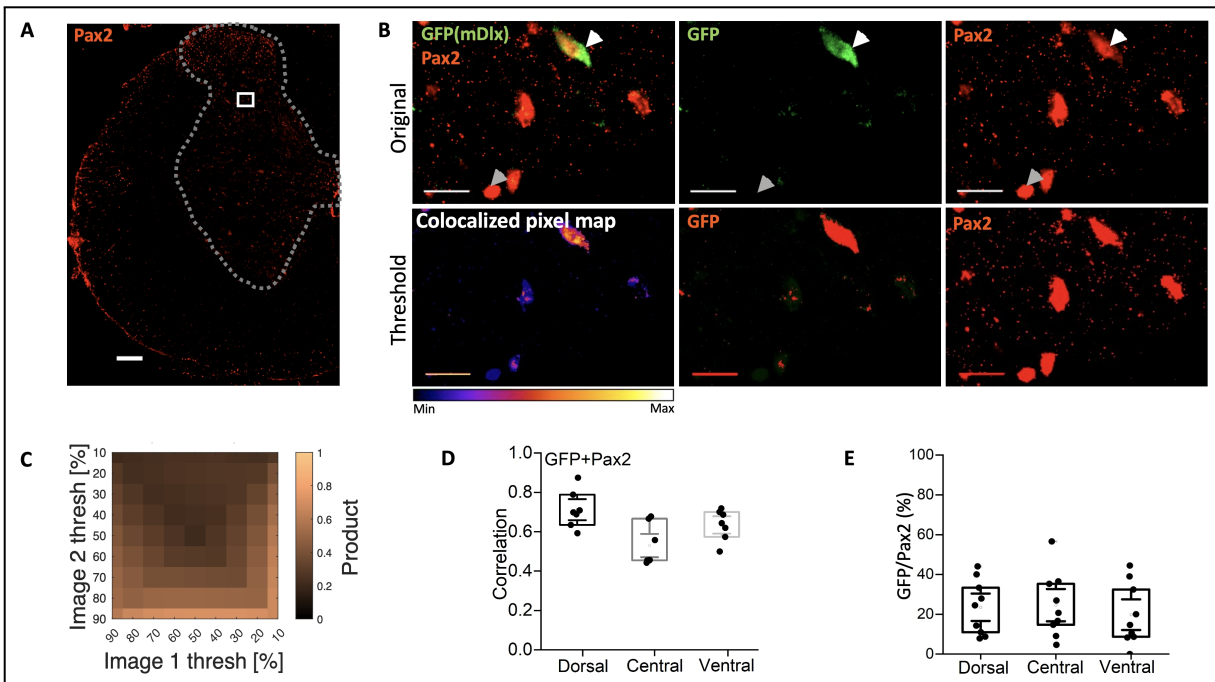 A
Pax2
B
GFP(mDlx)
Pax2
GFP
Pax2
Original
Colocalized pixel map
GFP
Pax2
Threshold
Min
Max
C
Image 2 thresh [%]
10
20
30
40
50
60
70
80
90
90
80
70
60
50
40
30
20
10
Image 1 thresh [%]
1
0.8
0.6
0.4
0.2
0
Product
D
GFP+Pax2
Correlation
1.0
0.8
0.6
0.4
0.2
0.0
Dorsal
Central
Ventral
E
GFP/Pax2 (%)
100
80
60
40
20
0
Dorsal
Central
Ventral